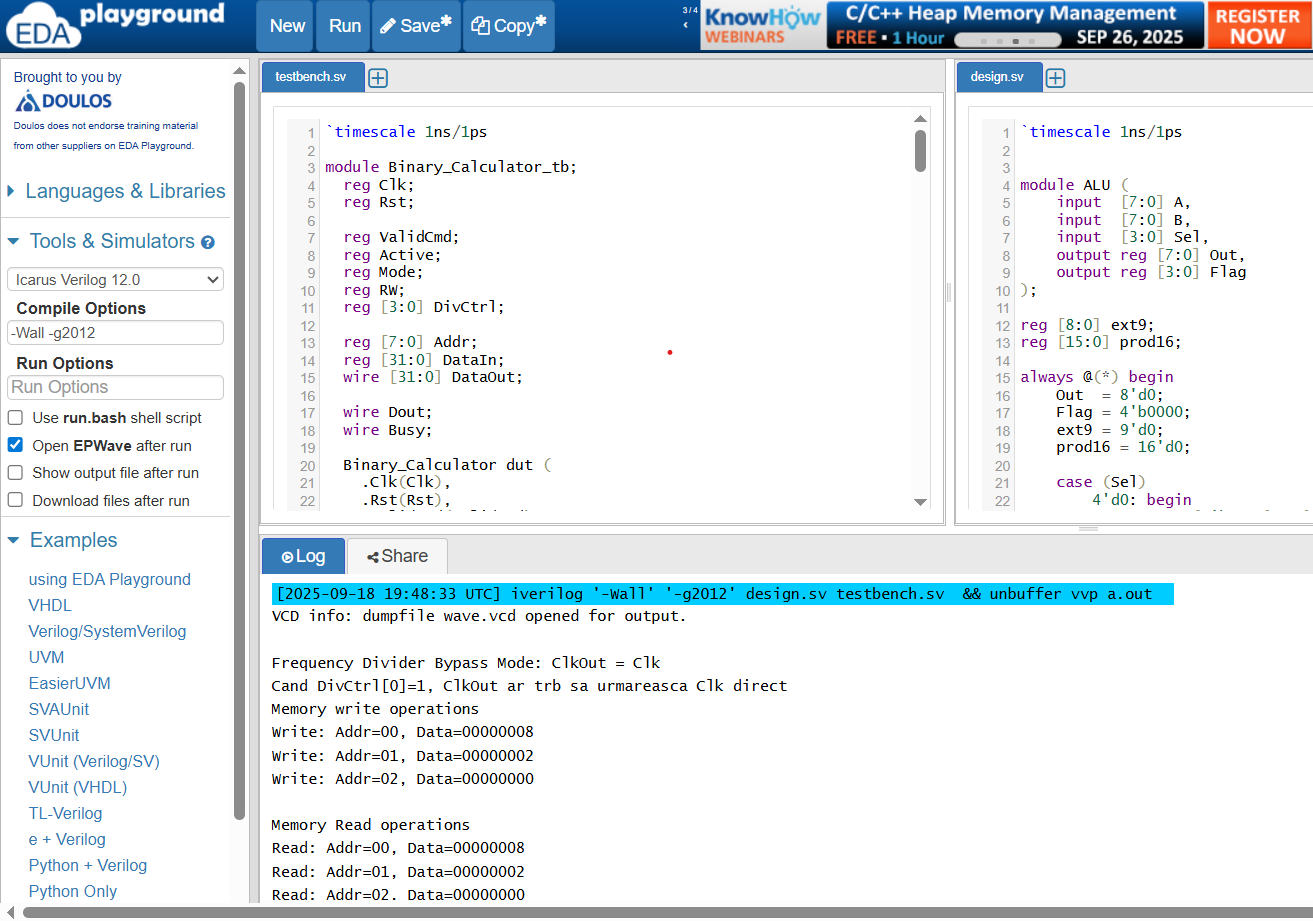 EDA playground
New
Run
Save*
Copy*
3/4
‹
KnowHow
WEBINARS
C/C++ Heap Memory Management
FREE • 1 Hour
SEP 26, 2025
REGISTER
NOW
Brought to you by
DOULOS
Doulos does not endorse training material
from other suppliers on EDA Playground.
Languages & Libraries
Tools & Simulators ?
Icarus Verilog 12.0
Compile Options
-Wall -g2012
Run Options
Run Options
Use run.bash shell script
Open EPWave after run
Show output file after run
Download files after run
Examples
using EDA Playground
VHDL
Verilog/SystemVerilog
UVM
EasierUVM
SVAUnit
SVUnit
VUnit (Verilog/SV)
VUnit (VHDL)
TL-Verilog
e + Verilog
Python + Verilog
Python Only
testbench.sv
1 `timescale 1ns/1ps
2
3 module Binary_Calculator_tb;
4   reg Clk;
5   reg Rst;
6
7   reg ValidCmd;
8   reg Active;
9   reg Mode;
10   reg RW;
11   reg [3:0] DivCtrl;
12
13   reg [7:0] Addr;
14   reg [31:0] DataIn;
15   wire [31:0] DataOut;
16
17   wire Dout;
18   wire Busy;
19
20   Binary_Calculator dut (
21     .Clk(Clk),
22     .Rst(Rst),
design.sv
1 `timescale 1ns/1ps
2
3
4 module ALU (
5     input  [7:0] A,
6     input  [7:0] B,
7     input  [3:0] Sel,
8     output reg [7:0] Out,
9     output reg [3:0] Flag
10 );
11
12 reg [8:0] ext9;
13 reg [15:0] prod16;
14
15 always @(*) begin
16     Out  = 8'd0;
17     Flag = 4'b0000;
18     ext9 = 9'd0;
19     prod16 = 16'd0;
20
21     case (Sel)
22         4'd0: begin
Log
Share
[2025-09-18 19:48:33 UTC] iverilog '-Wall' '-g2012' design.sv testbench.sv  && unbuffer vvp a.out
VCD info: dumpfile wave.vcd opened for output.
Frequency Divider Bypass Mode: ClkOut = Clk
Cand DivCtrl[0]=1, ClkOut ar trb sa urmareasca Clk direct
Memory write operations
Write: Addr=00, Data=00000008
Write: Addr=01, Data=00000002
Write: Addr=02, Data=00000000
Memory Read operations
Read: Addr=00, Data=00000008
Read: Addr=01, Data=00000002
Read: Addr=02. Data=00000000